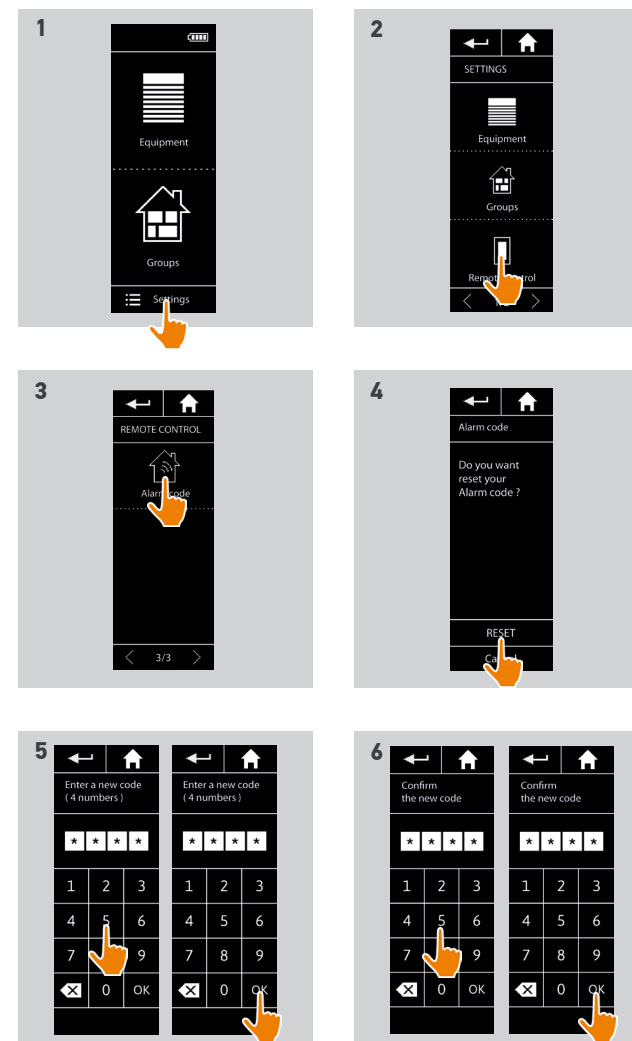 1
Equipment
Groups
Settings
2
SETTINGS
Equipment
Groups
3
REMOTE CONTROL
Alarm code
3/3
4
Alarm code
Do you want
reset your
Alarm code ?
RESET
5
Enter a new code
( 4 numbers )
* * * *
1 2 3
4 5 6
7 9
0 OK
Enter a new code
( 4 numbers )
* * * *
1 2 3
4 5 6
7 8 9
0 OK
6
Confirm
the new code
* * * *
1 2 3
4 5 6
7 9
0 OK
Confirm
the new code
* * * *
1 2 3
4 5 6
7 8 9
0 OK